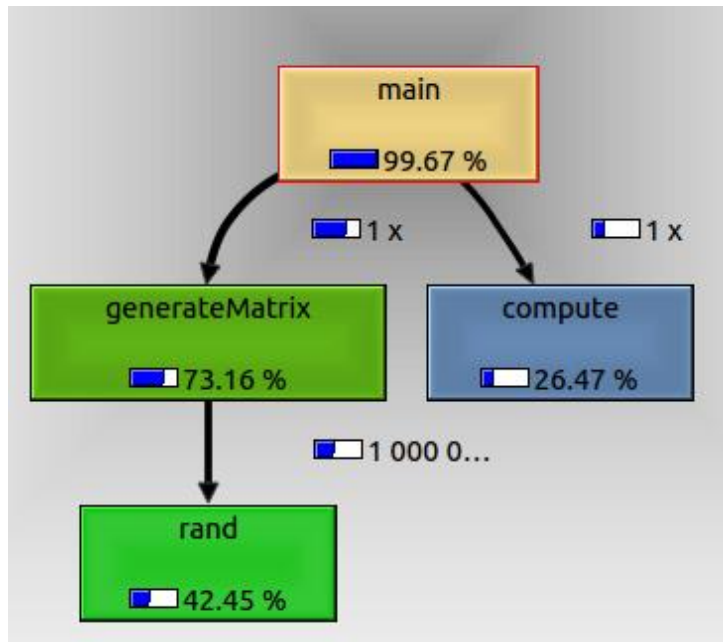 main
99.67 %
1 x
1 x
generateMatrix
73.16 %
compute
26.47 %
1 000 0...
rand
42.45 %